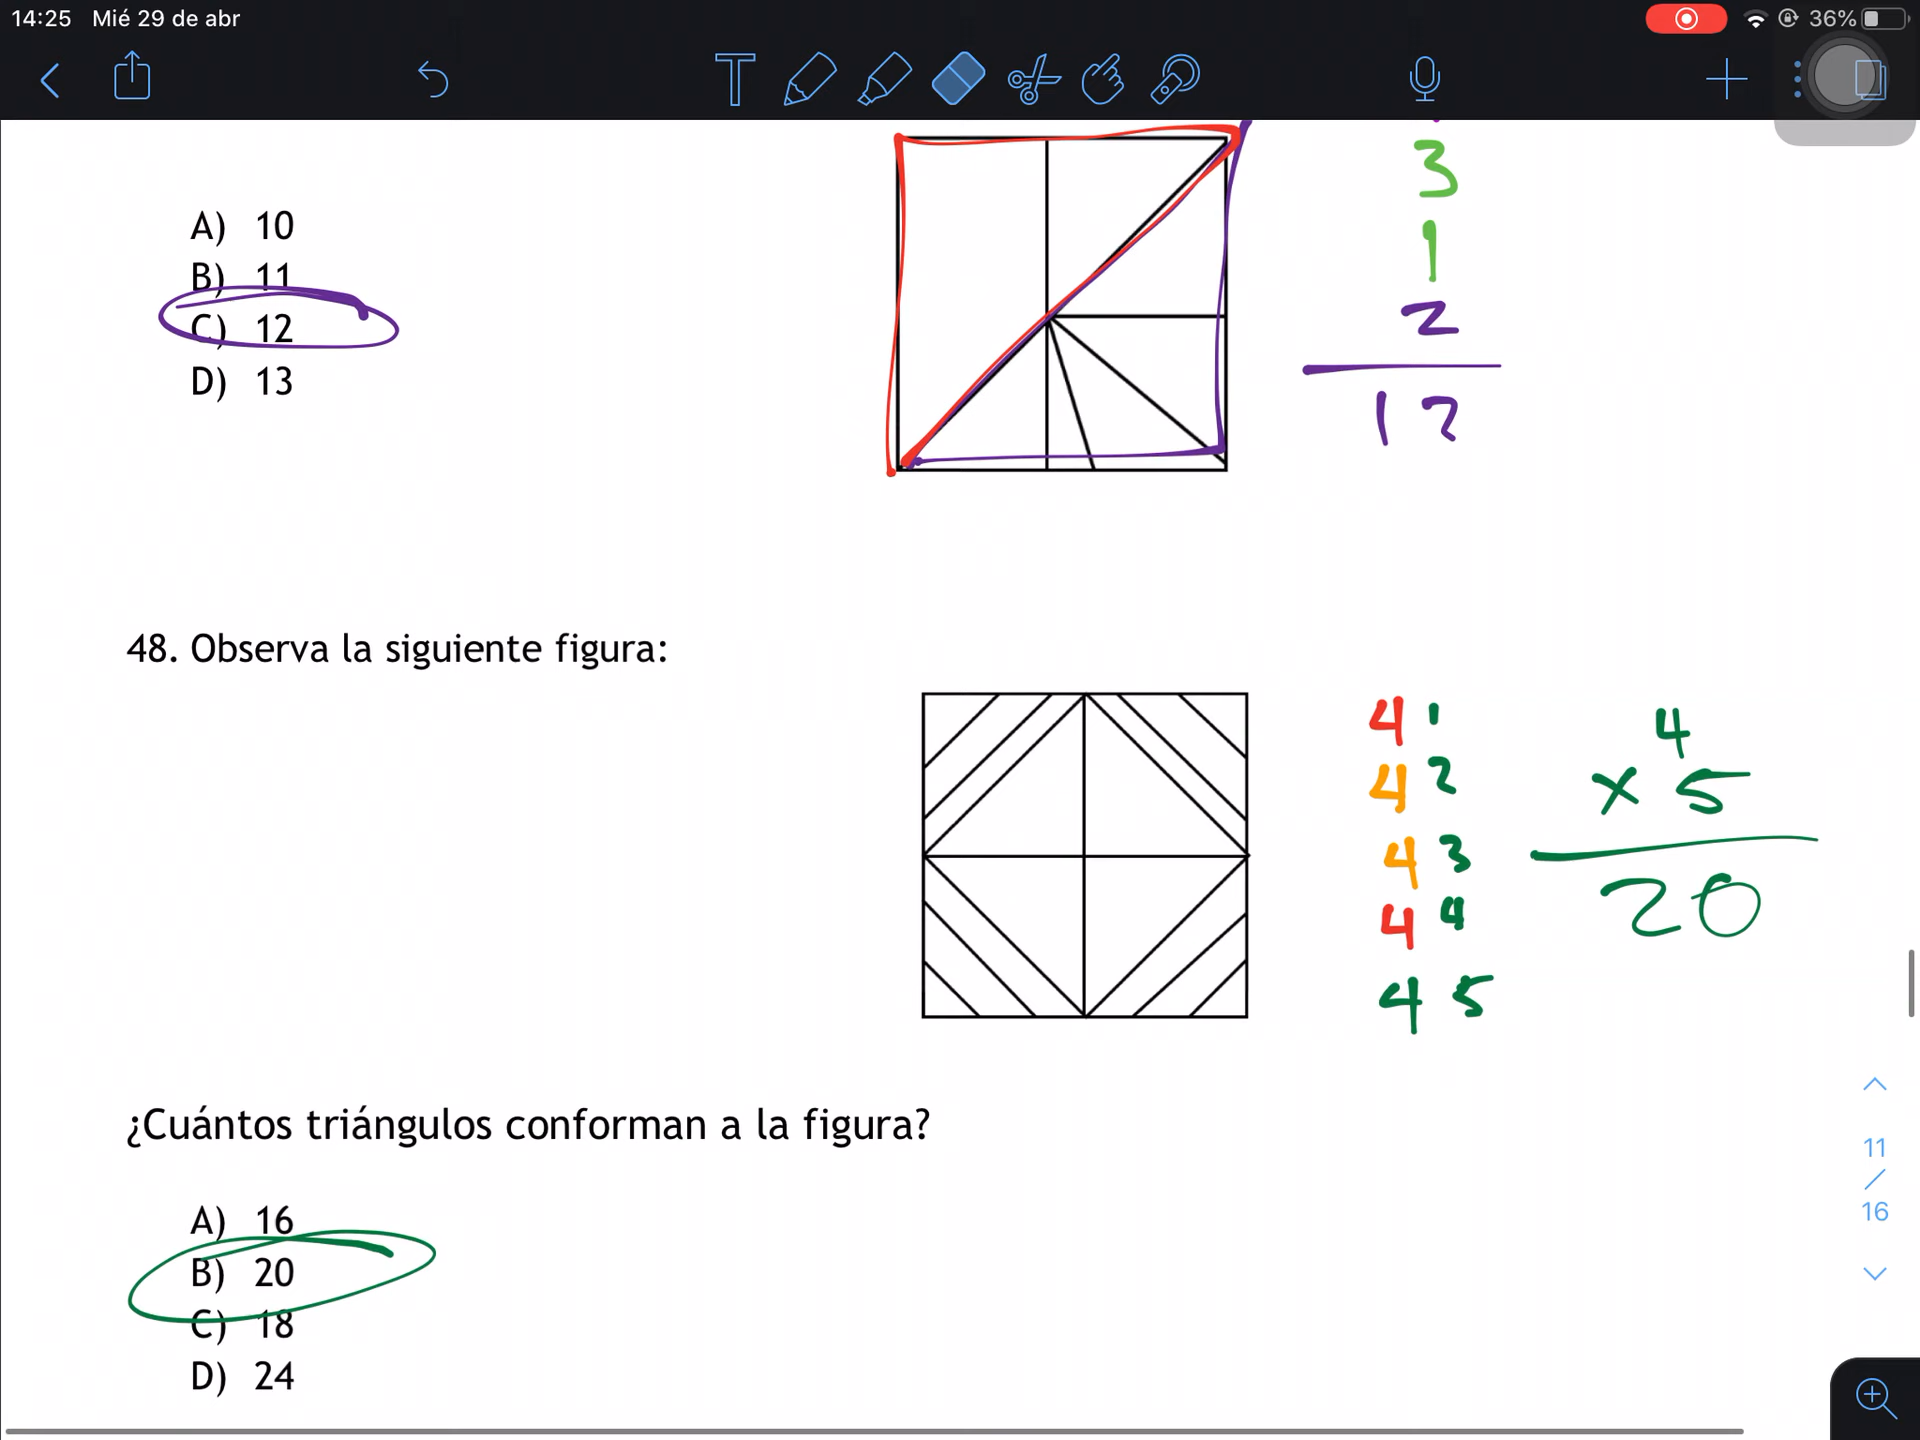 14:25 Mié 29 de abr 36%
A) 10
B) 11
C) 12
D) 13
3
1
2
12
48. Observa la siguiente figura:
4 1
4 2
4 3
4 4
4 5
4
x 5
20
¿Cuántos triángulos conforman a la figura?
A) 16
B) 20
C) 18
D) 24
11
/
16